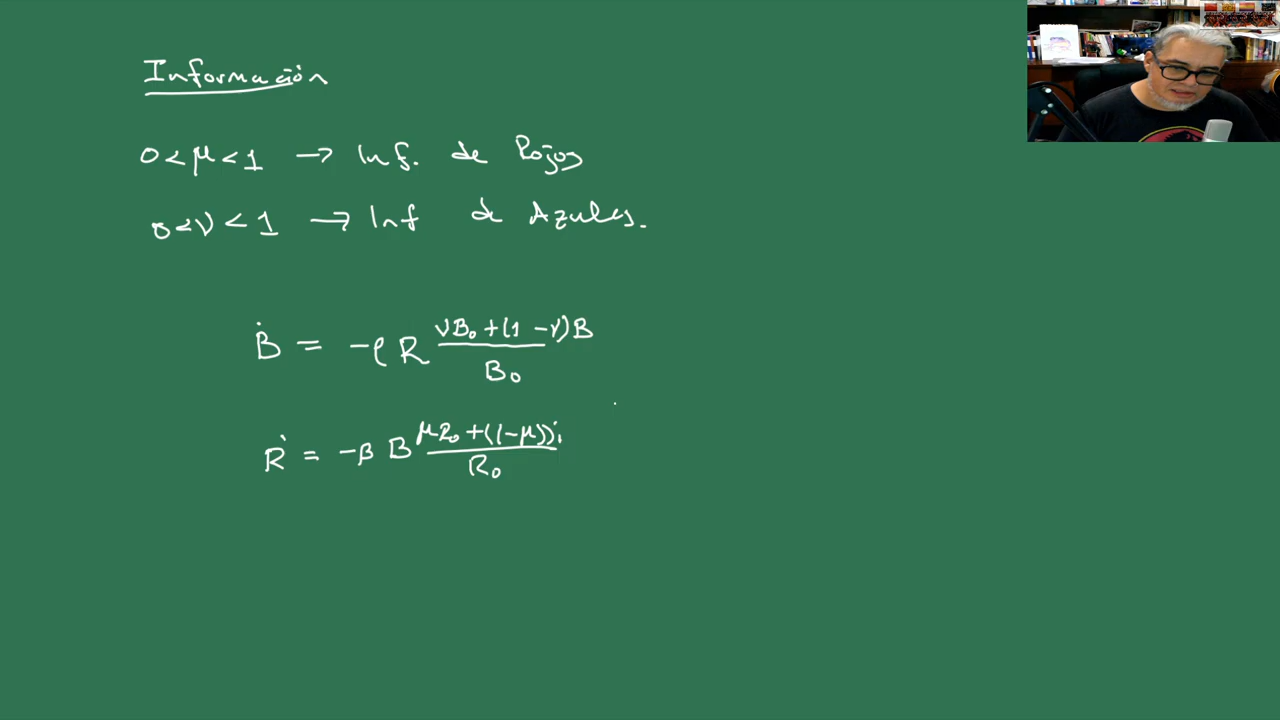 Información
0 < μ < 1 → Inf. de Rojos
0 < ν < 1 → Inf de Azules.
Ḃ = -ρ R (νB₀ + (1 - ν)B / B₀
Ṙ = -β B μR₀ + (1 - μ)) / R₀